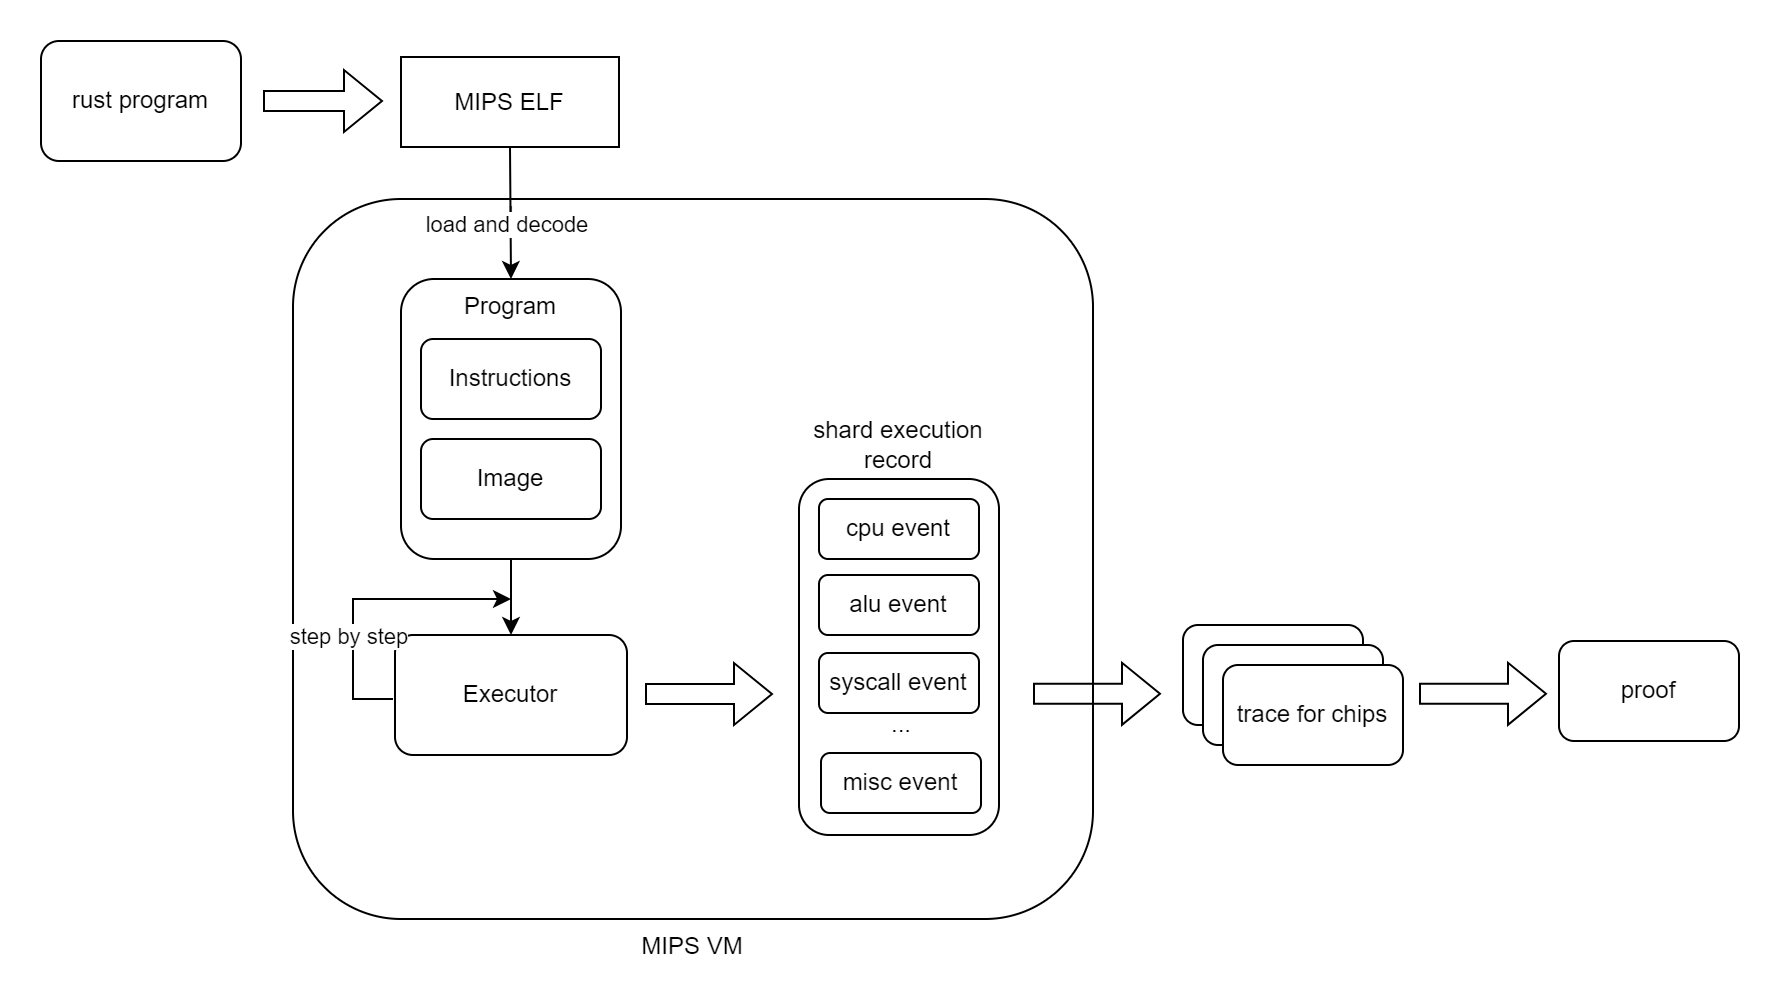 rust program
MIPS ELF
load and decode
Program
Instructions
Image
step by step
Executor
shard execution
record
cpu event
alu event
syscall event
...
misc event
trace for chips
proof
MIPS VM